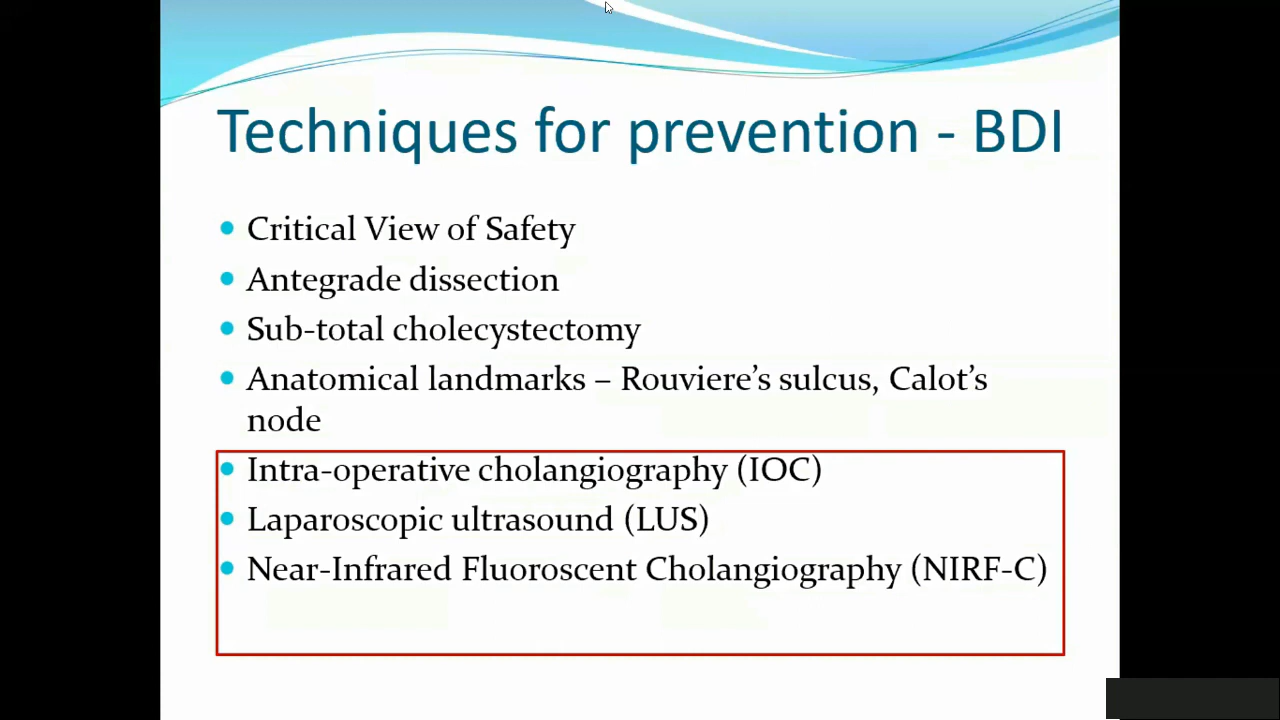 Techniques for prevention - BDI
• Critical View of Safety
• Antegrade dissection
• Sub-total cholecystectomy
• Anatomical landmarks – Rouviere’s sulcus, Calot’s
node
• Intra-operative cholangiography (IOC)
• Laparoscopic ultrasound (LUS)
• Near-Infrared Fluoroscent Cholangiography (NIRF-C)